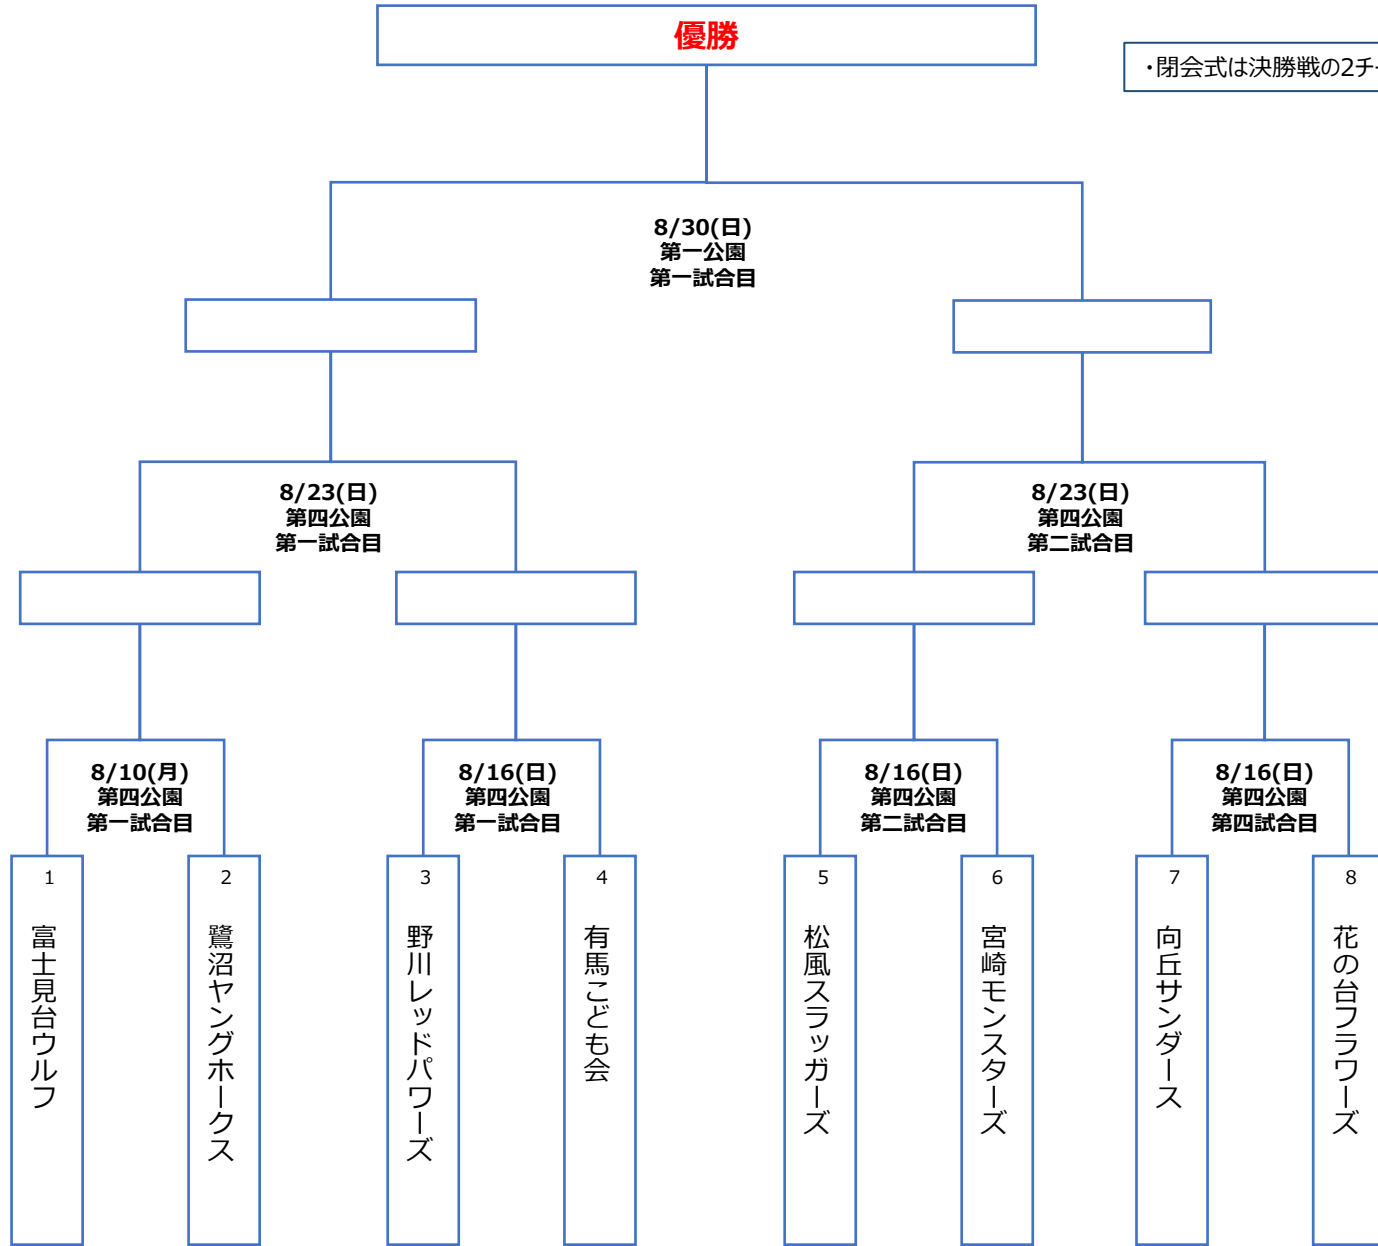 優勝
・閉会式は決勝戦の2チ
8/30(日)
第一公園
第一試合目
8/23(日)
第四公園
第一試合目
8/23(日)
第四公園
第二試合目
8/10(月)
第四公園
第一試合目
8/16(日)
第四公園
第一試合目
8/16(日)
第四公園
第二試合目
8/16(日)
第四公園
第四試合目
1
富士見台ウルフ
2
鷺沼ヤングホークス
3
野川レッドパワーズ
4
有馬こども会
5
松風スラッガーズ
6
宮崎モンスターズ
7
向丘サンダース
8
花の台フラワーズ